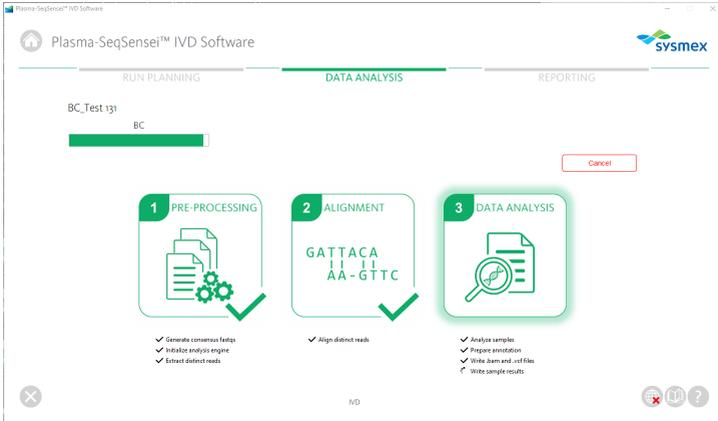 Plasma-SeqSensei™ IVD Software
Plasma-SeqSensei™ IVD Software
sysmex
RUN PLANNING
DATA ANALYSIS
REPORTING
BC_Test 131
BC
Cancel
1 PRE-PROCESSING
2 ALIGNMENT
3 DATA ANALYSIS
GATTACA
AA-GTTC
Generate consensus fastqs
Initialize analysis engine
Extract distinct reads
Align distinct reads
Analyze samples
Prepare annotation
Write .bam and .vcf files
Write sample results
IVD
?